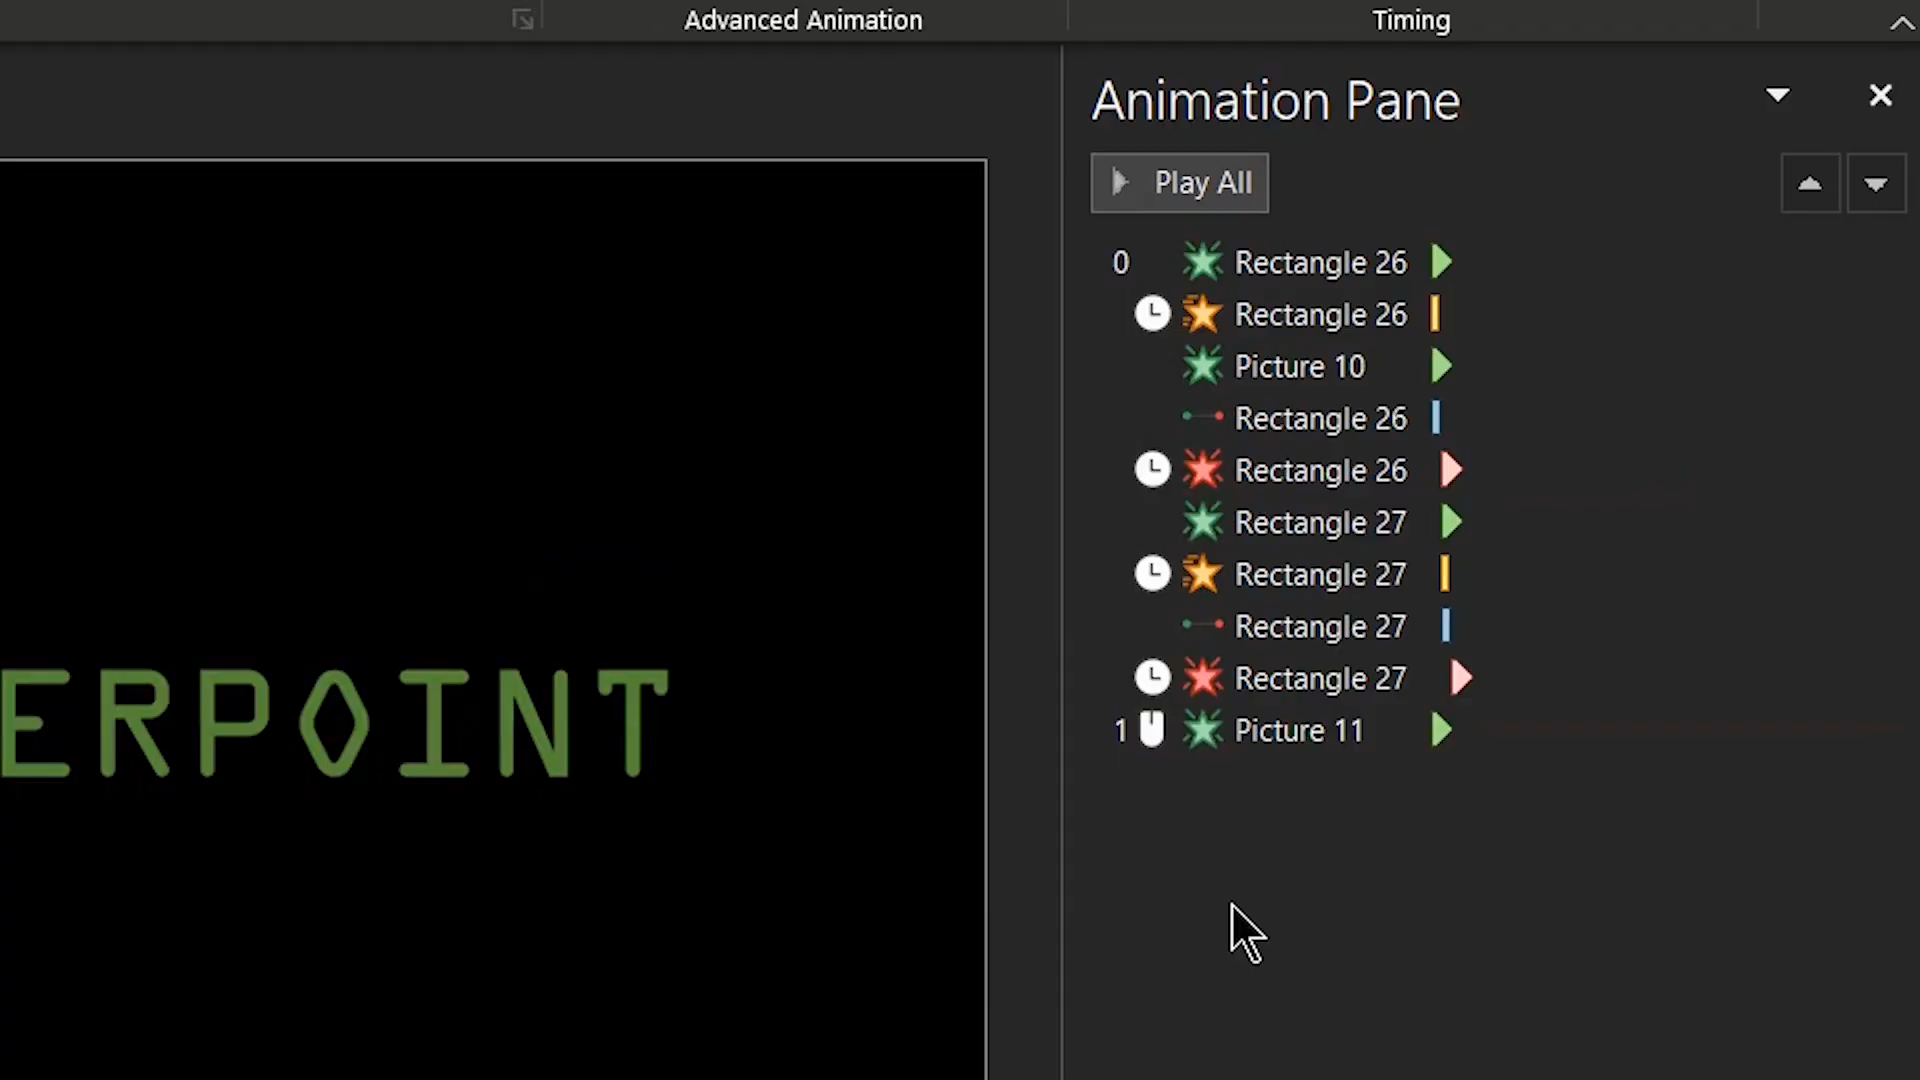 Advanced Animation
Timing
Animation Pane
Play All
0 Rectangle 26
Rectangle 26
Picture 10
Rectangle 26
Rectangle 26
Rectangle 27
Rectangle 27
Rectangle 27
Rectangle 27
1 Picture 11
ERPOINT